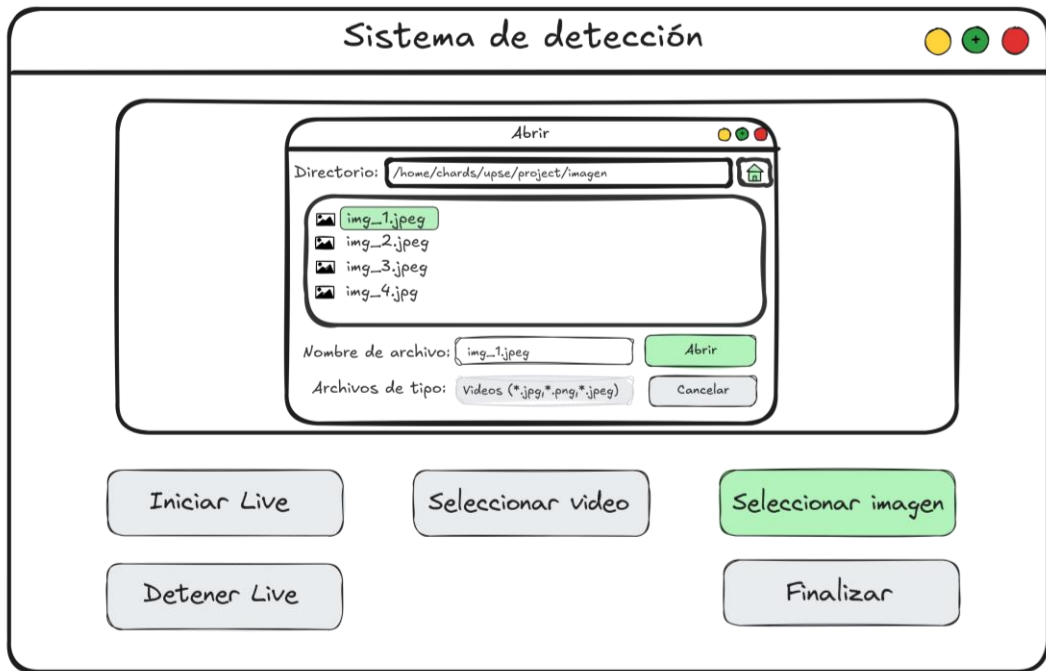 Sistema de detección
+
Abrir
+
Directorio: /home/chards/upse/project/imagen
img_1.jpeg
img_2.jpeg
img_3.jpeg
img_4.jpg
Nombre de archivo: img_1.jpeg Abrir
Archivos de tipo: Videos (*.jpg,*.png,*.jpeg) Cancelar
Iniciar Live Seleccionar video Seleccionar imagen
Detener Live Finalizar